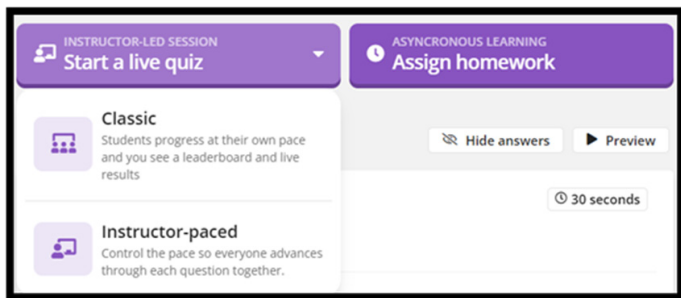 INSTRUCTOR-LED SESSION
Start a live quiz
ASYNCRONOUS LEARNING
Assign homework
Classic
Students progress at their own pace
and you see a leaderboard and live
results
Hide answers
Preview
30 seconds
Instructor-paced
Control the pace so everyone advances
through each question together.